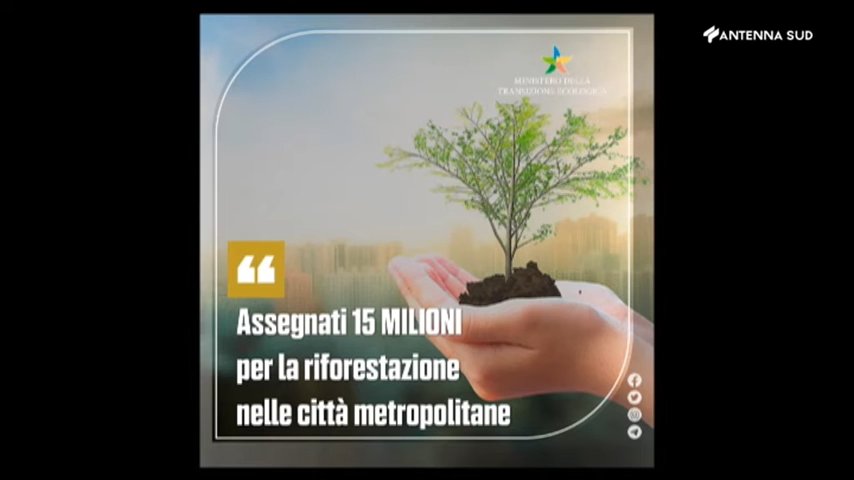 ANTENNA SUD
MINISTERO DELLA
TRANSIZIONE ECOLOGICA
Assegnati 15 MILIONI
per la riforestazione
nelle città metropolitane